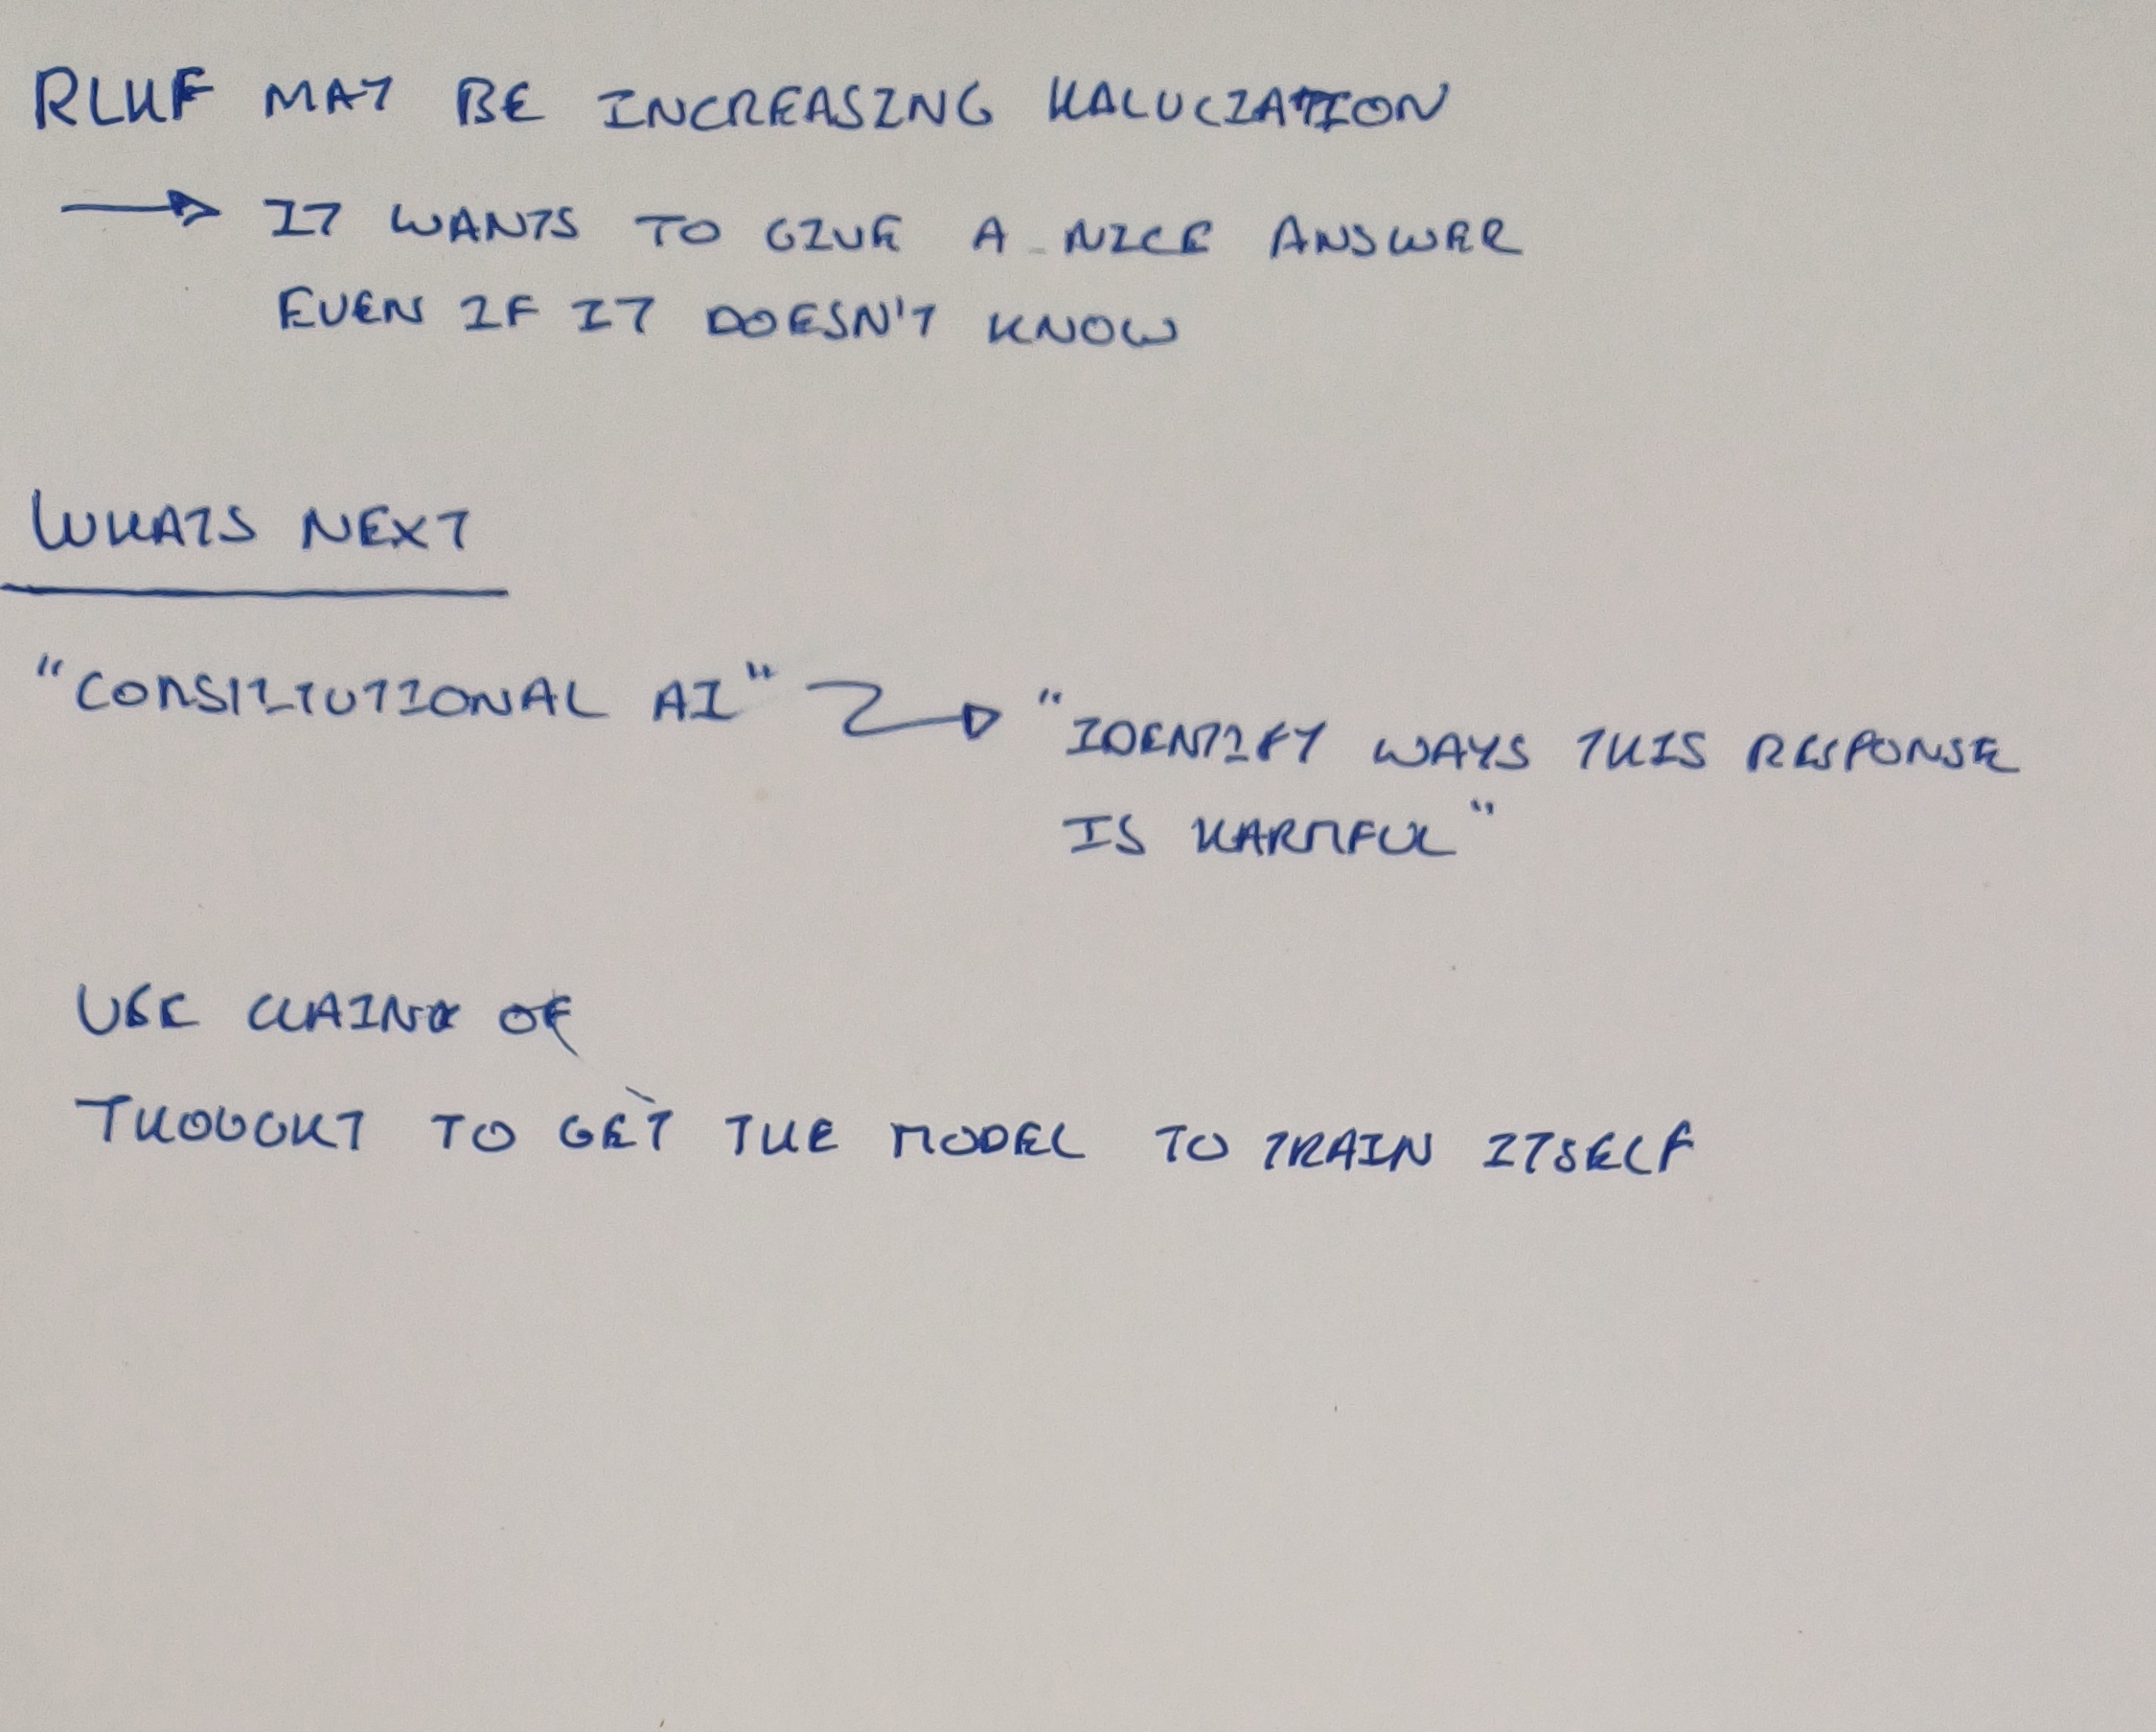 RLHF MAY BE INCREASING HALUCIATION
→ IT WANTS TO GIVE A NICE ANSWER
EVEN IF IT DOESN'T KNOW
WHATS NEXT
"CONSTITUTIONAL AI" → "IDENTIFY WAYS THIS RESPONSE
IS HARMFUL"
USE CHAIN OF
THOUGHT TO GET THE MODEL TO TRAIN ITSELF